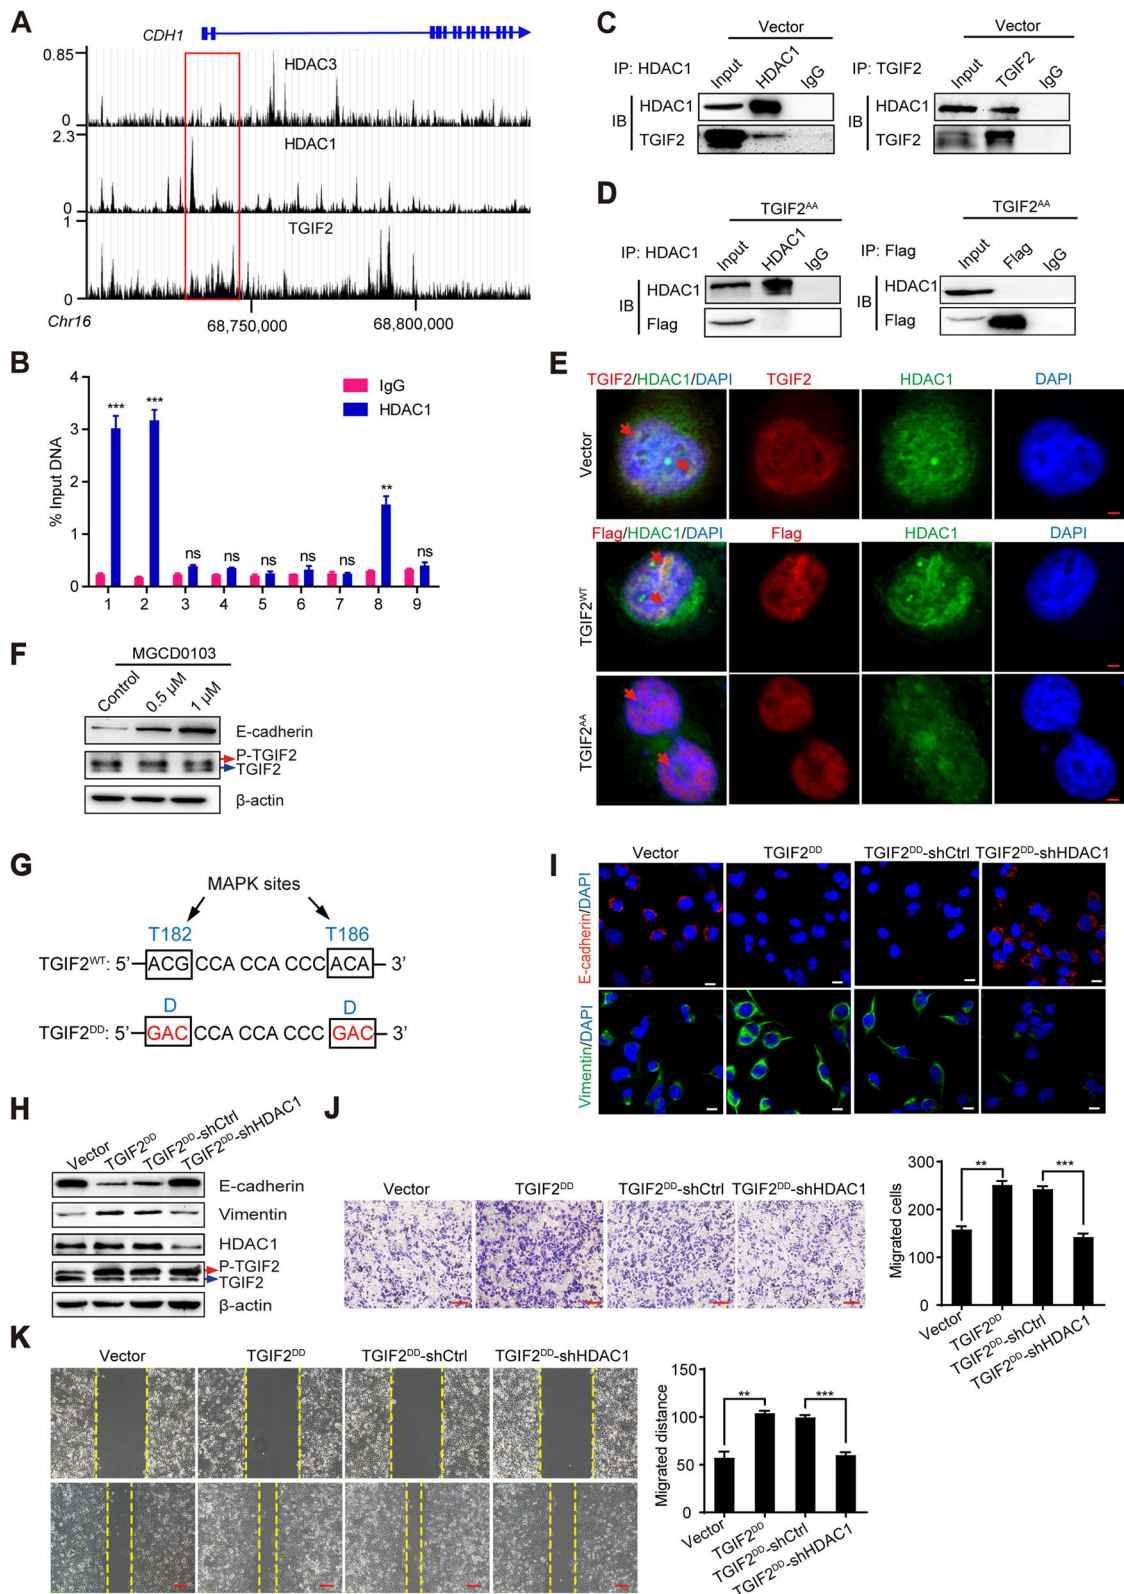 A
CDH1
0.85
HDAC3
0
2.3
HDAC1
0
1
TGIF2
0
Chr16
68,750,000
68,800,000
B
4
3
2
1
0
% Input DNA
IgG
HDAC1
***
***
ns
ns
ns
ns
ns
**
ns
1 2 3 4 5 6 7 8 9
C
Vector
IP: HDAC1
Input
HDAC1
IgG
IB
HDAC1
TGIF2
Vector
IP: TGIF2
Input
TGIF2
IgG
IB
HDAC1
TGIF2
D
TGIF2AA
IP: HDAC1
Input
HDAC1
IgG
IB
HDAC1
Flag
TGIF2AA
IP: Flag
Input
Flag
IgG
IB
HDAC1
Flag
E
TGIF2/HDAC1/DAPI
TGIF2
HDAC1
DAPI
Vector
Flag/HDAC1/DAPI
Flag
HDAC1
DAPI
TGIF2WT
TGIF2AA
F
MGCD0103
Control
0.5 μM
1 μM
E-cadherin
P-TGIF2
TGIF2
β-actin
G
MAPK sites
T182
T186
TGIF2WT: 5’ ACG CCA CCA CCC ACA 3’
D
D
TGIF2DD: 5’ GAC CCA CCA CCC GAC 3’
H
Vector
TGIF2DD
TGIF2DD-shCtrl
TGIF2DD-shHDAC1
E-cadherin
Vimentin
HDAC1
P-TGIF2
TGIF2
β-actin
I
Vector
TGIF2DD
TGIF2DD-shCtrl
TGIF2DD-shHDAC1
E-cadherin/DAPI
Vimentin/DAPI
J
Vector
TGIF2DD
TGIF2DD-shCtrl
TGIF2DD-shHDAC1
300
200
100
0
Migrated cells
**
***
Vector
TGIF2DD
TGIF2DD-shCtrl
TGIF2DD-shHDAC1
K
Vector
TGIF2DD
TGIF2DD-shCtrl
TGIF2DD-shHDAC1
150
100
50
0
Migrated distance
**
***
Vector
TGIF2DD
TGIF2DD-shCtrl
TGIF2DD-shHDAC1